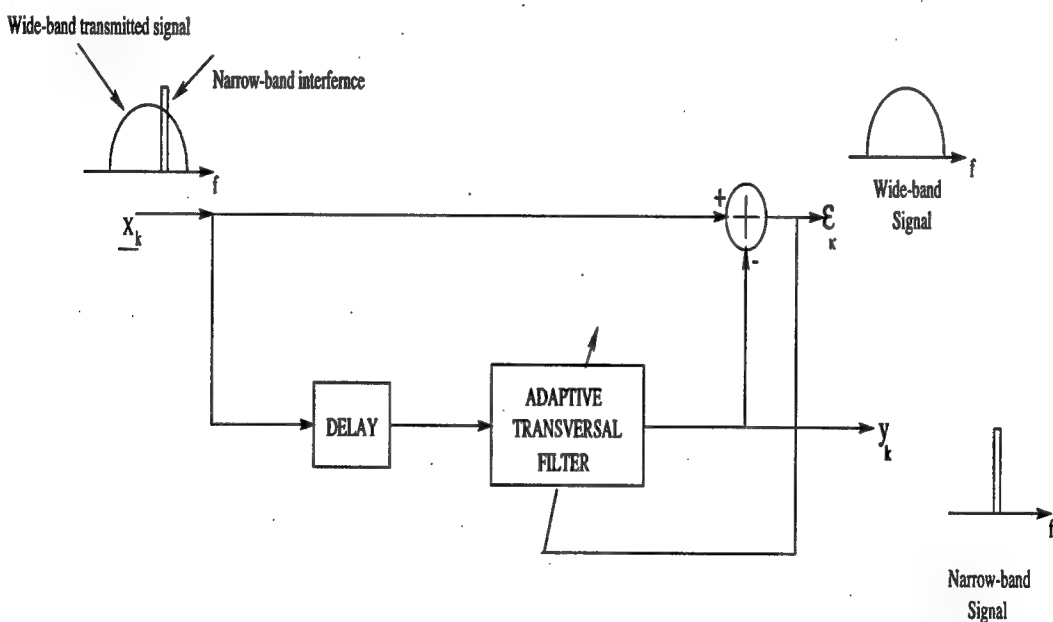 Wide-band transmitted signal
Narrow-band interfernce
f
f
Wide-band
Signal
x k
+
ε κ
-
DELAY
ADAPTIVE
TRANSVERSAL
FILTER
y k
f
Narrow-band
Signal